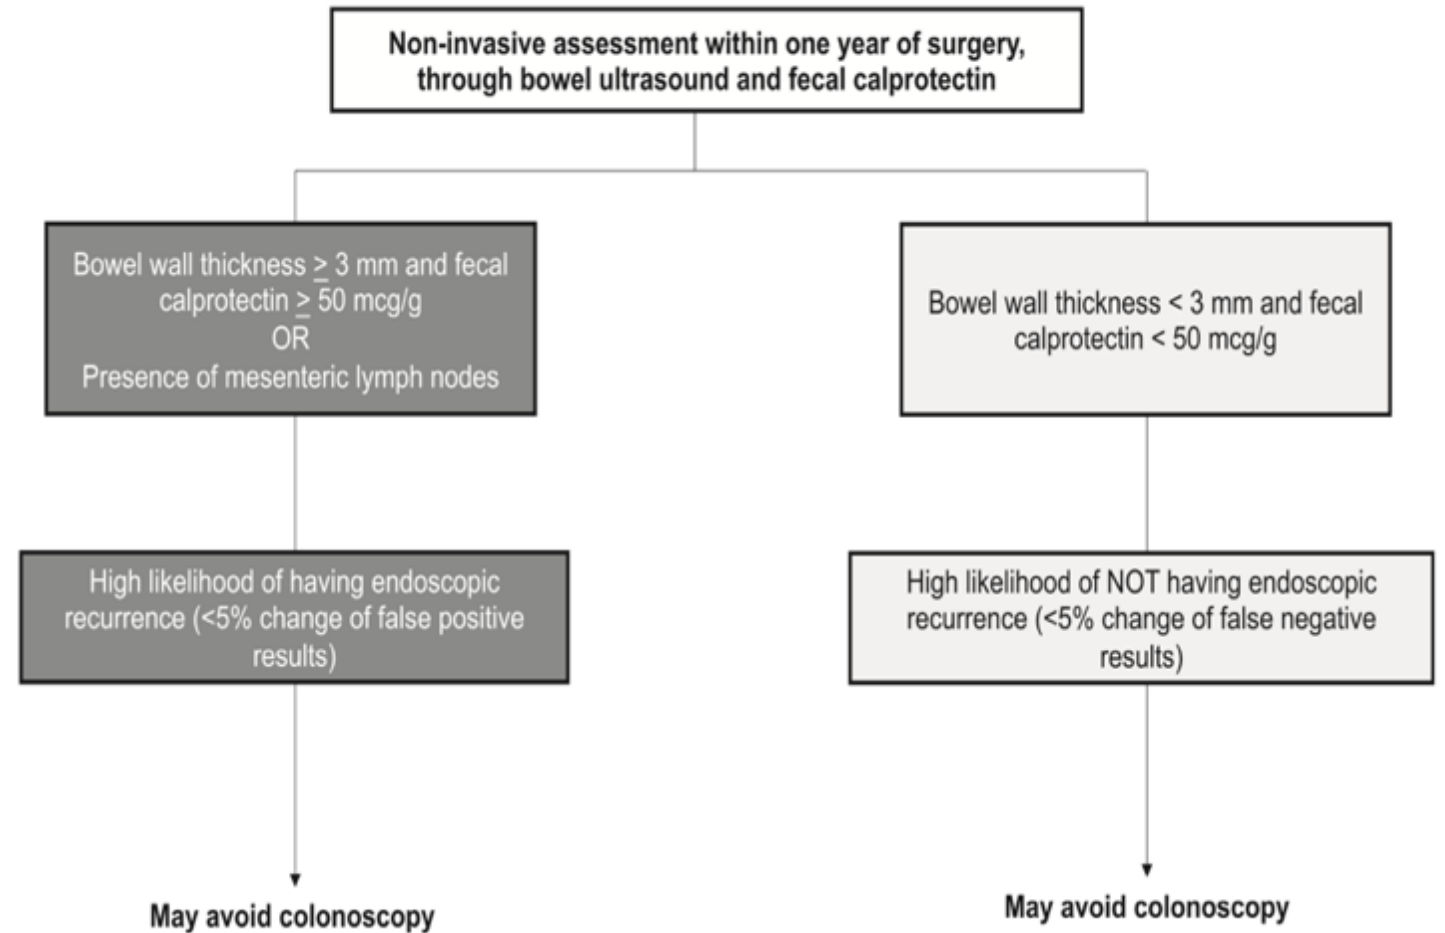 Non-invasive assessment within one year of surgery,
through bowel ultrasound and fecal calprotectin
Bowel wall thickness ≥ 3 mm and fecal
calprotectin ≥ 50 mcg/g
OR
Presence of mesenteric lymph nodes
Bowel wall thickness < 3 mm and fecal
calprotectin < 50 mcg/g
High likelihood of having endoscopic
recurrence (<5% change of false positive
results)
High likelihood of NOT having endoscopic
recurrence (<5% change of false negative
results)
May avoid colonoscopy
May avoid colonoscopy